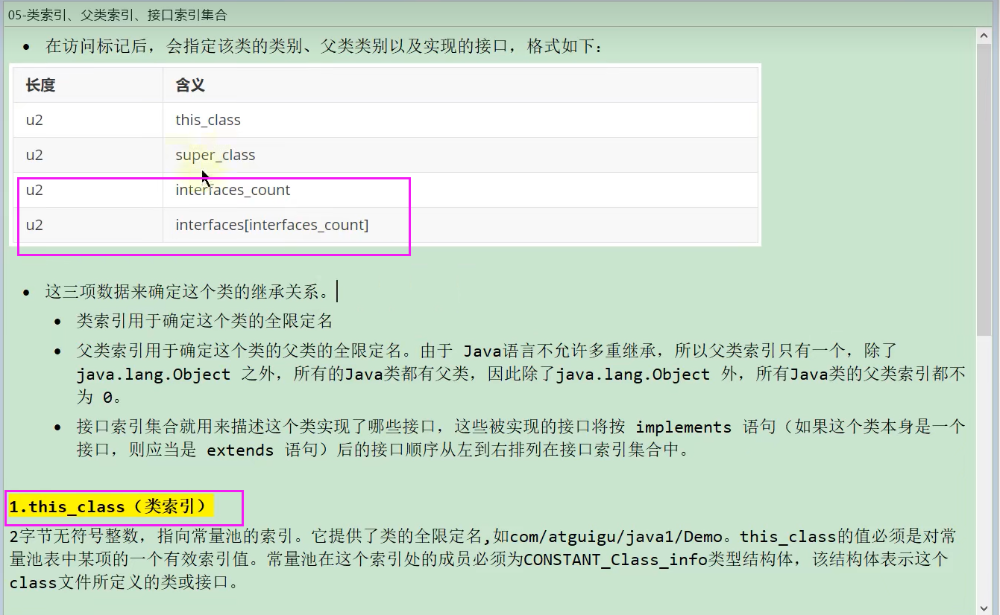 05-类索引、父类索引、接口索引集合
在访问标记后，会指定该类的类别、父类类别以及实现的接口，格式如下：
长度 含义
u2 this_class
u2 super_class
u2 interfaces_count
u2 interfaces[interfaces_count]
这三项数据来确定这个类的继承关系。
类索引用于确定这个类的全限定名
父类索引用于确定这个类的父类的全限定名。由于 Java语言不允许多重继承，所以父类索引只有一个，除了
java.lang.Object 之外，所有的Java类都有父类，因此除了java.lang.Object 外，所有Java类的父类索引都不
为 0。
接口索引集合就用来描述这个类实现了哪些接口，这些被实现的接口将按 implements 语句（如果这个类本身是一个
接口，则应当是 extends 语句）后的接口顺序从左到右排列在接口索引集合中。
1.this_class（类索引）
2字节无符号整数，指向常量池的索引。它提供了类的全限定名,如com/atguigu/java1/Demo。this_class的值必须是对常
量池表中某项的一个有效索引值。常量池在这个索引处的成员必须为CONSTANT_Class_info类型结构体，该结构体表示这个
class文件所定义的类或接口。